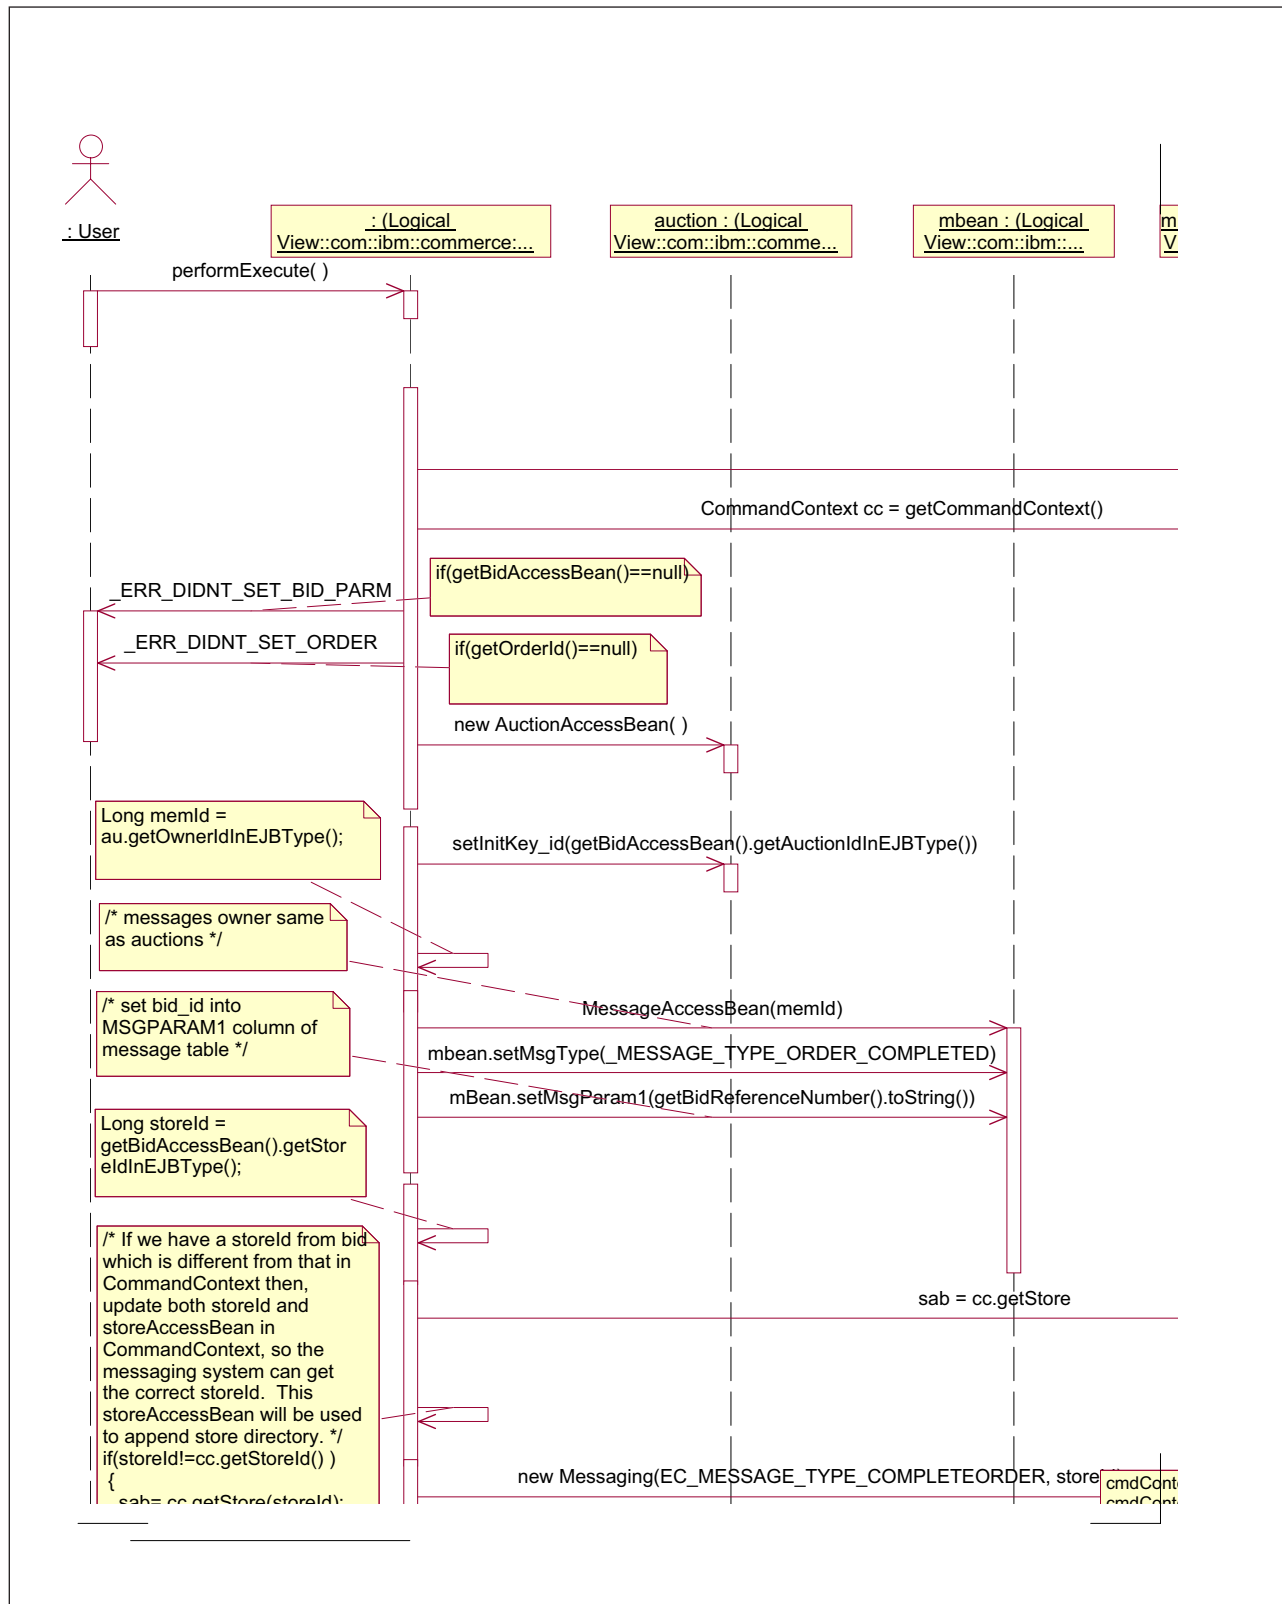 : User
: (Logical
View::com::ibm::commerce:...
auction : (Logical
View::com::ibm::comme...
mbean : (Logical
View::com::ibm::...
m
V
performExecute( )
CommandContext cc = getCommandContext()
if(getBidAccessBean()==null)
_ERR_DIDNT_SET_BID_PARM
_ERR_DIDNT_SET_ORDER
if(getOrderId()==null)
new AuctionAccessBean( )
Long memId =
au.getOwnerIdInEJBType();
setInitKey_id(getBidAccessBean().getAuctionIdInEJBType())
/* messages owner same
as auctions */
/* set bid_id into
MSGPARAM1 column of
message table */
MessageAccessBean(memId)
mbean.setMsgType(_MESSAGE_TYPE_ORDER_COMPLETED)
mBean.setMsgParam1(getBidReferenceNumber().toString())
Long storeId =
getBidAccessBean().getStor
eIdInEJBType();
/* If we have a storeId from bid
which is different from that in
CommandContext then,
update both storeId and
storeAccessBean in
CommandContext, so the
messaging system can get
the correct storeId.  This
storeAccessBean will be used
to append store directory. */
if(storeId!=cc.getStoreId() )
{
sab= cc.getStore(storeId);
sab = cc.getStore
new Messaging(EC_MESSAGE_TYPE_COMPLETEORDER, store
cmdConte
cmdConte